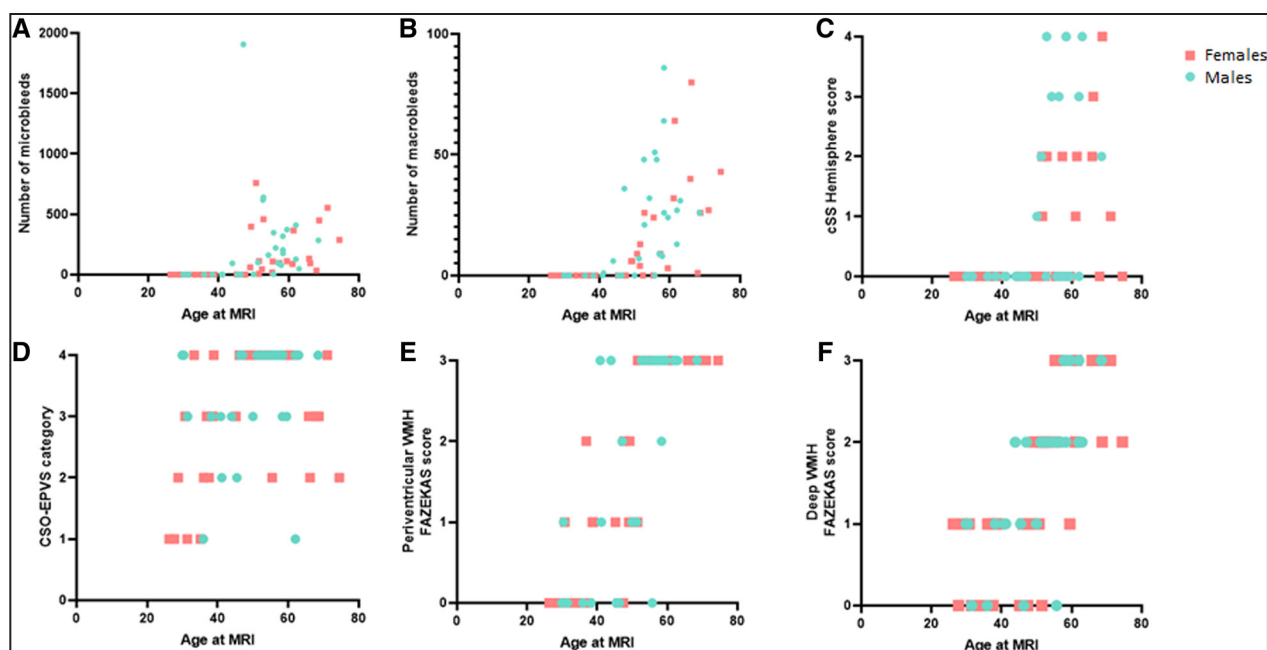 A
Number of microbleeds
2000
1500
1000
500
0
0 20 40 60 80
Age at MRI
B
Number of macrobleeds
100
50
0
0 20 40 60 80
Age at MRI
C
cSS Hemisphere score
4
3
2
1
0
0 20 40 60 80
Age at MRI
Females
Males
D
CSO-EPVS category
4
3
2
1
0
0 20 40 60 80
Age at MRI
E
Periventricular WMH
FAZEKAS score
3
2
1
0
0 20 40 60 80
Age at MRI
F
Deep WMH
FAZEKAS score
3
2
1
0
0 20 40 60 80
Age at MRI